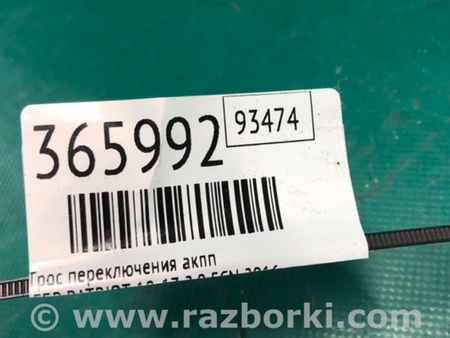 365992
93474
Трос переключения акпп
www.razborki.com